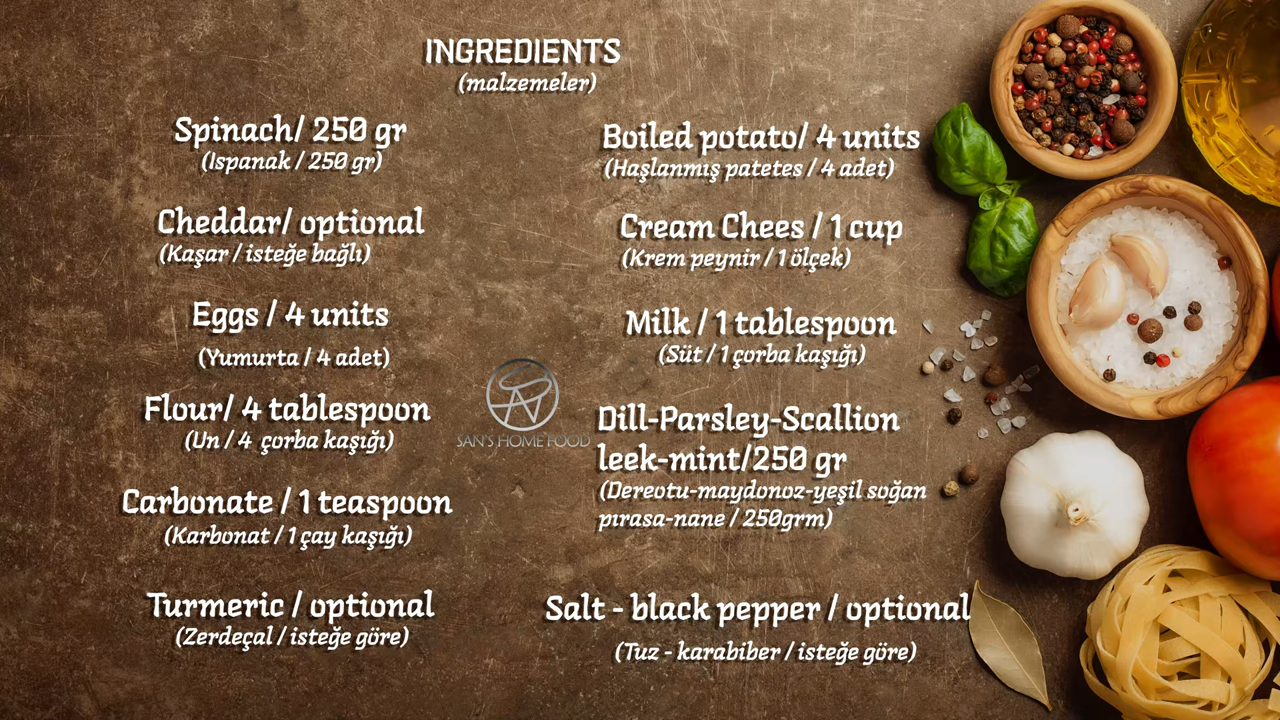 INGREDIENTS
(malzemeler)
Spinach/ 250 gr
(Ispanak / 250 gr)
Cheddar/ optional
(Kaşar / isteğe bağlı)
Eggs / 4 units
(Yumurta / 4 adet)
Flour/ 4 tablespoon
(Un / 4 çorba kaşığı)
Carbonate / 1 teaspoon
(Karbonat / 1 çay kaşığı)
Turmeric / optional
(Zerdeçal / isteğe göre)
Boiled potato/ 4 units
(Haşlanmış patetes / 4 adet)
Cream Chees / 1 cup
(Krem peynir / 1 ölçek)
Milk / 1 tablespoon
(Süt / 1 çorba kaşığı)
Dill-Parsley-Scallion
leek-mint/250 gr
(Dereotu-maydonoz-yeşil soğan
pırasa-nane / 250grm)
Salt - black pepper / optional
(Tuz - karabiber / isteğe göre)
SAN'S HOME FOOD